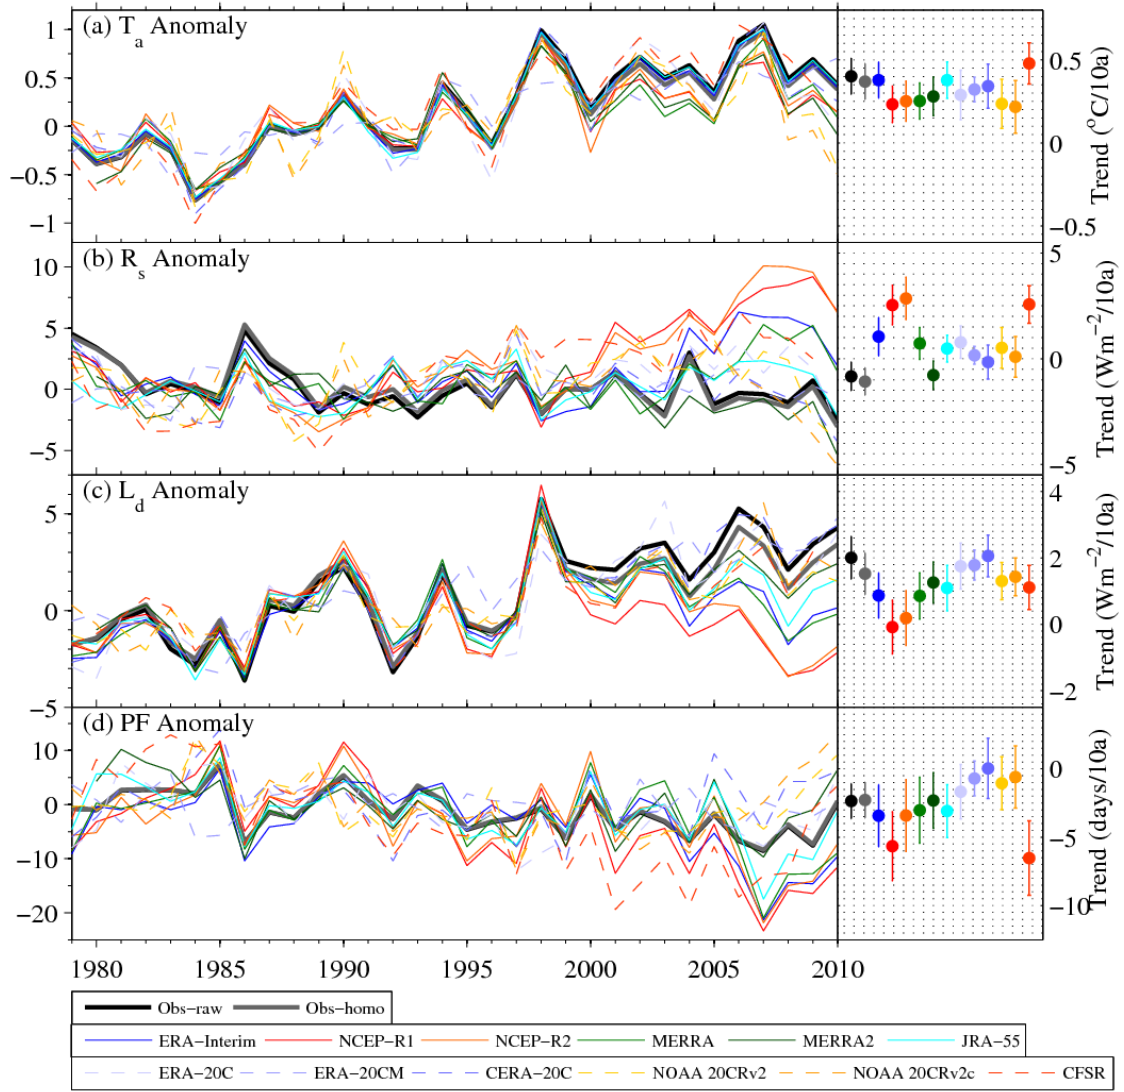 (a) Ta Anomaly
1
0.5
0
−0.5
−1
0.5
0
−0.5
Trend (°C/10a)
(b) Rs Anomaly
10
5
0
−5
5
0
−5
Trend (Wm−2/10a)
(c) Ld Anomaly
5
0
−5
4
2
0
−2
Trend (Wm−2/10a)
(d) PF Anomaly
10
0
−10
−20
0
−5
−10
Trend (days/10a)
1980 1985 1990 1995 2000 2005 2010
Obs−raw Obs−homo
ERA−Interim NCEP−R1 NCEP−R2 MERRA MERRA2 JRA−55
ERA−20C ERA−20CM CERA−20C NOAA 20CRv2 NOAA 20CRv2c CFSR